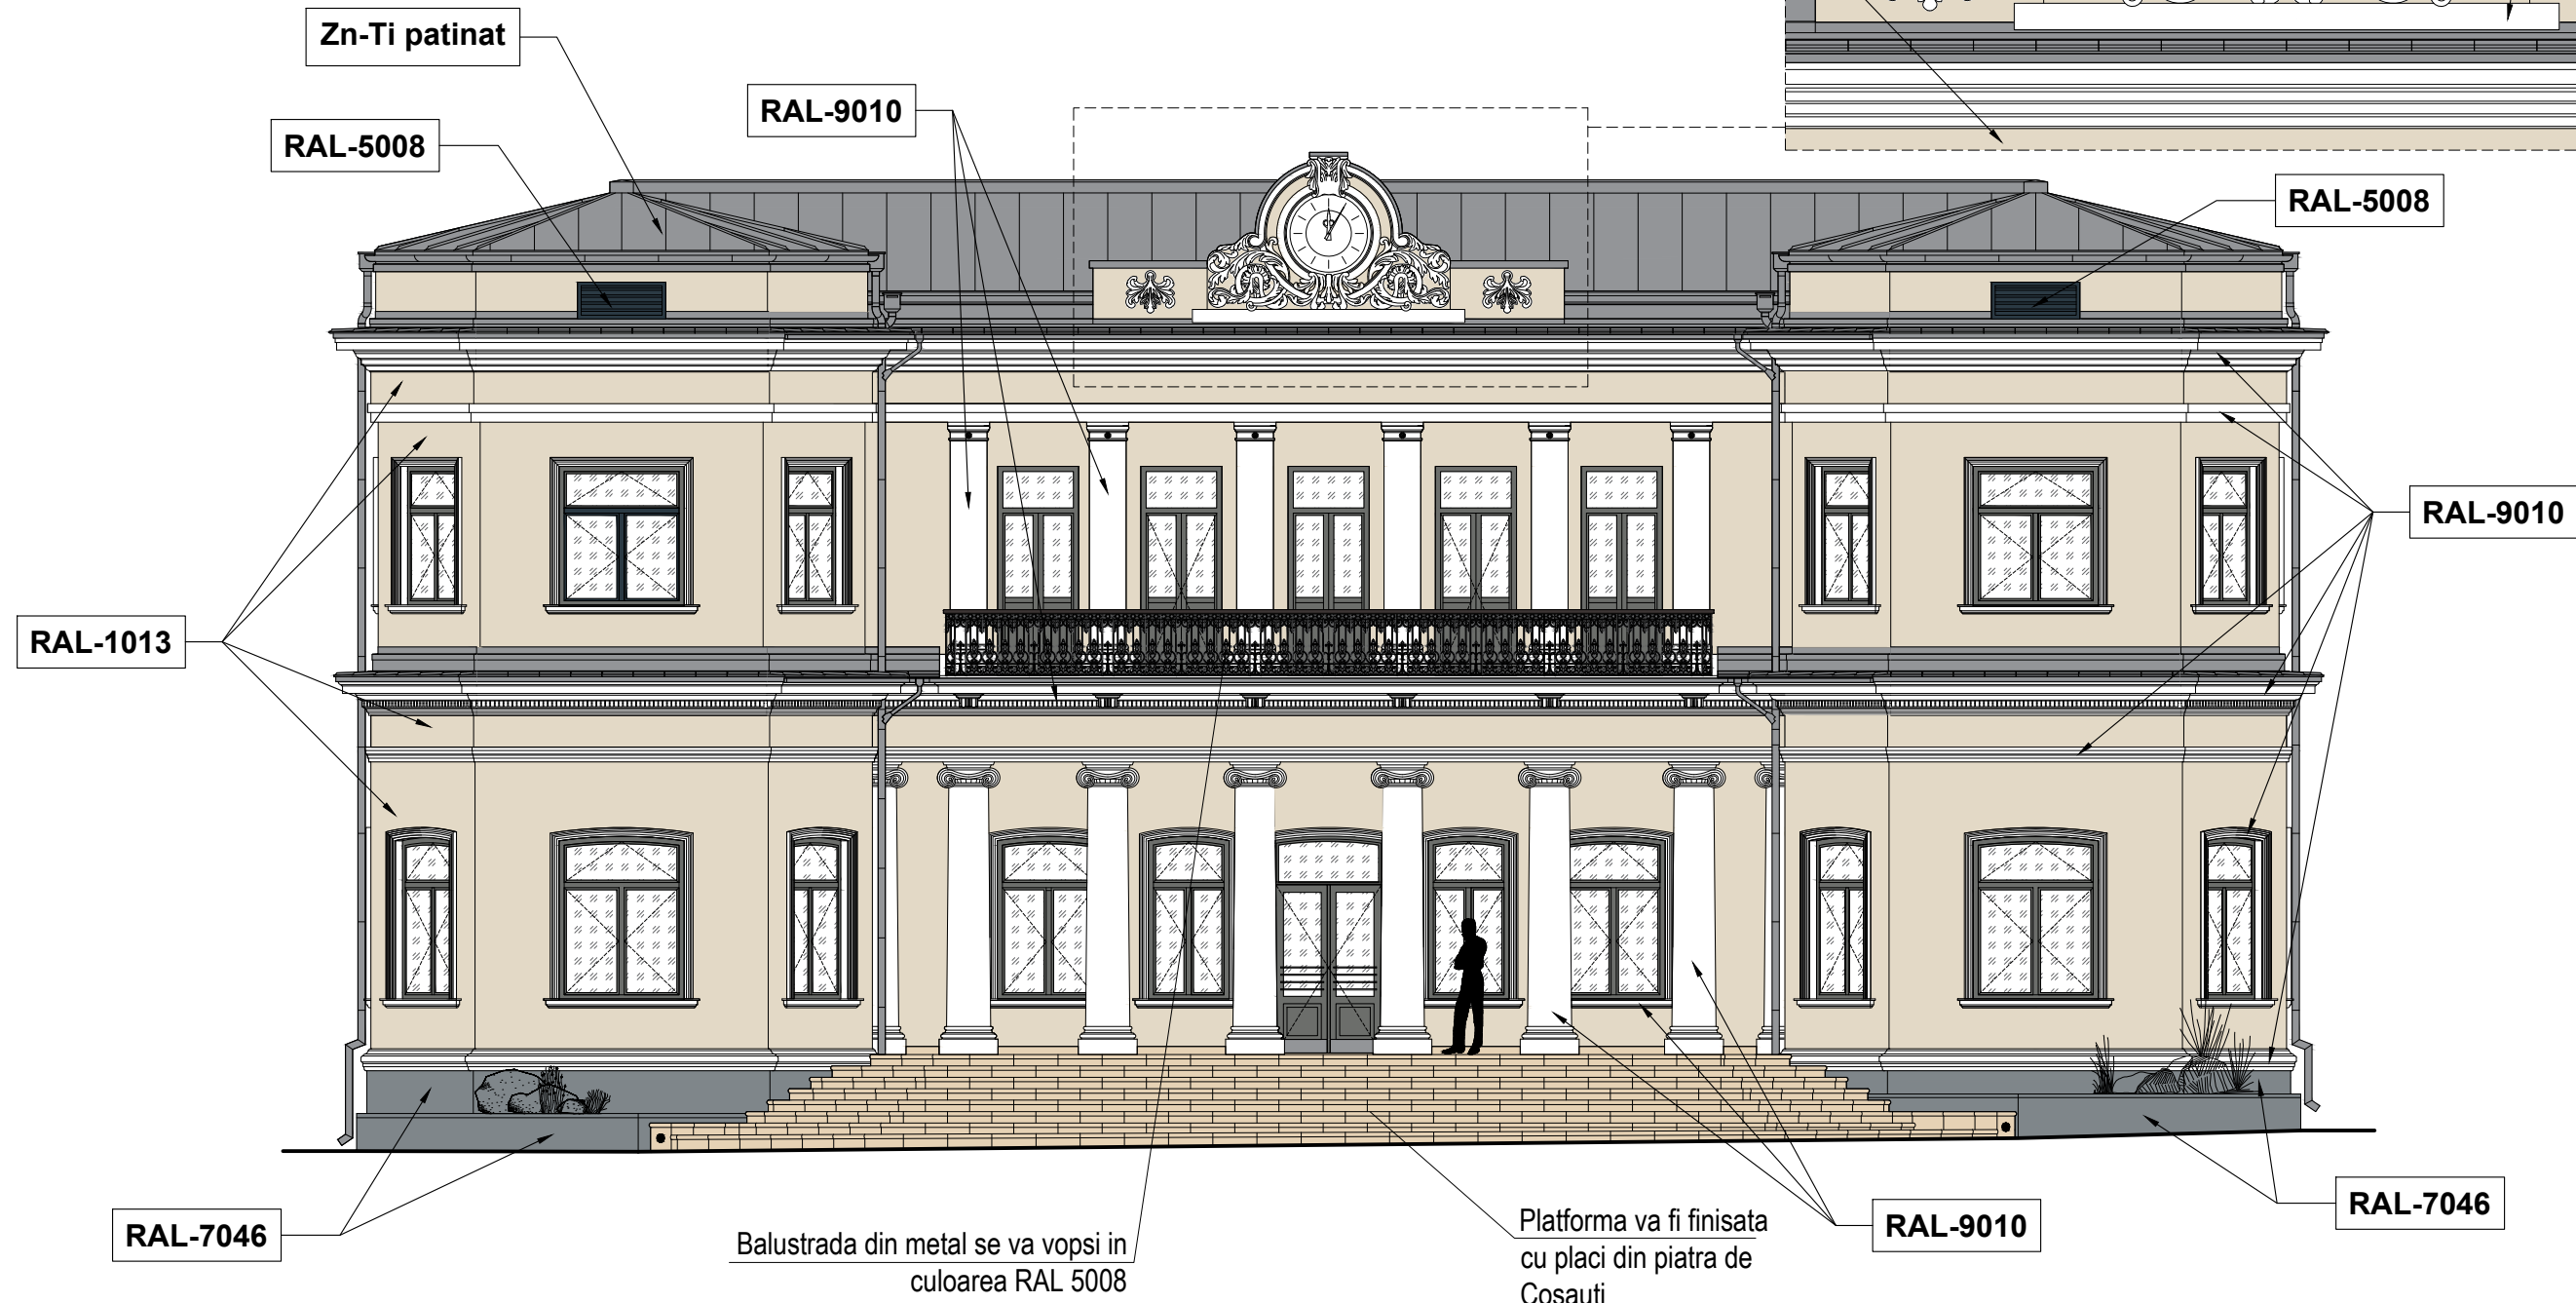 Zn-Ti patinat
RAL-9010
RAL-5008
RAL-5008
RAL-9010
RAL-1013
RAL-7046
RAL-9010
RAL-7046
Balustrada din metal se va vopsi in
culoarea RAL 5008
Platforma va fi finisata
cu placi din piatra de
Cosauti